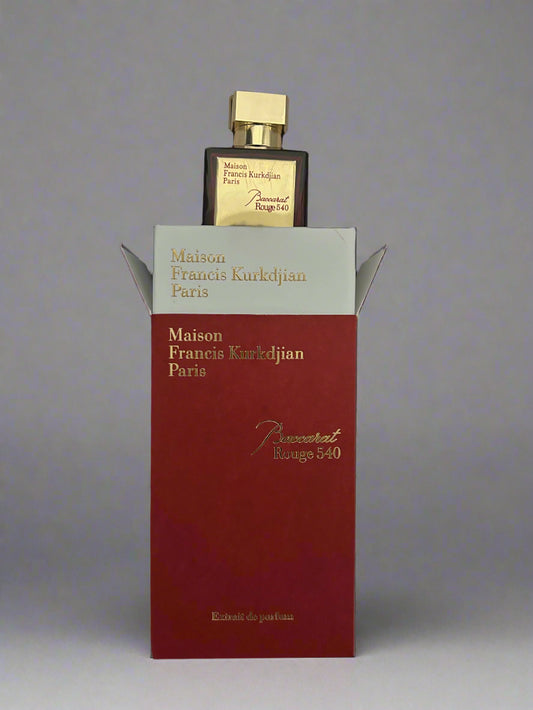 Maison
Francis Kurkdjian
Paris
Baccarat
Rouge 540
Maison
Francis Kurkdjian
Paris
Maison
Francis Kurkdjian
Paris
Baccarat
Rouge 540
Extrait de parfum